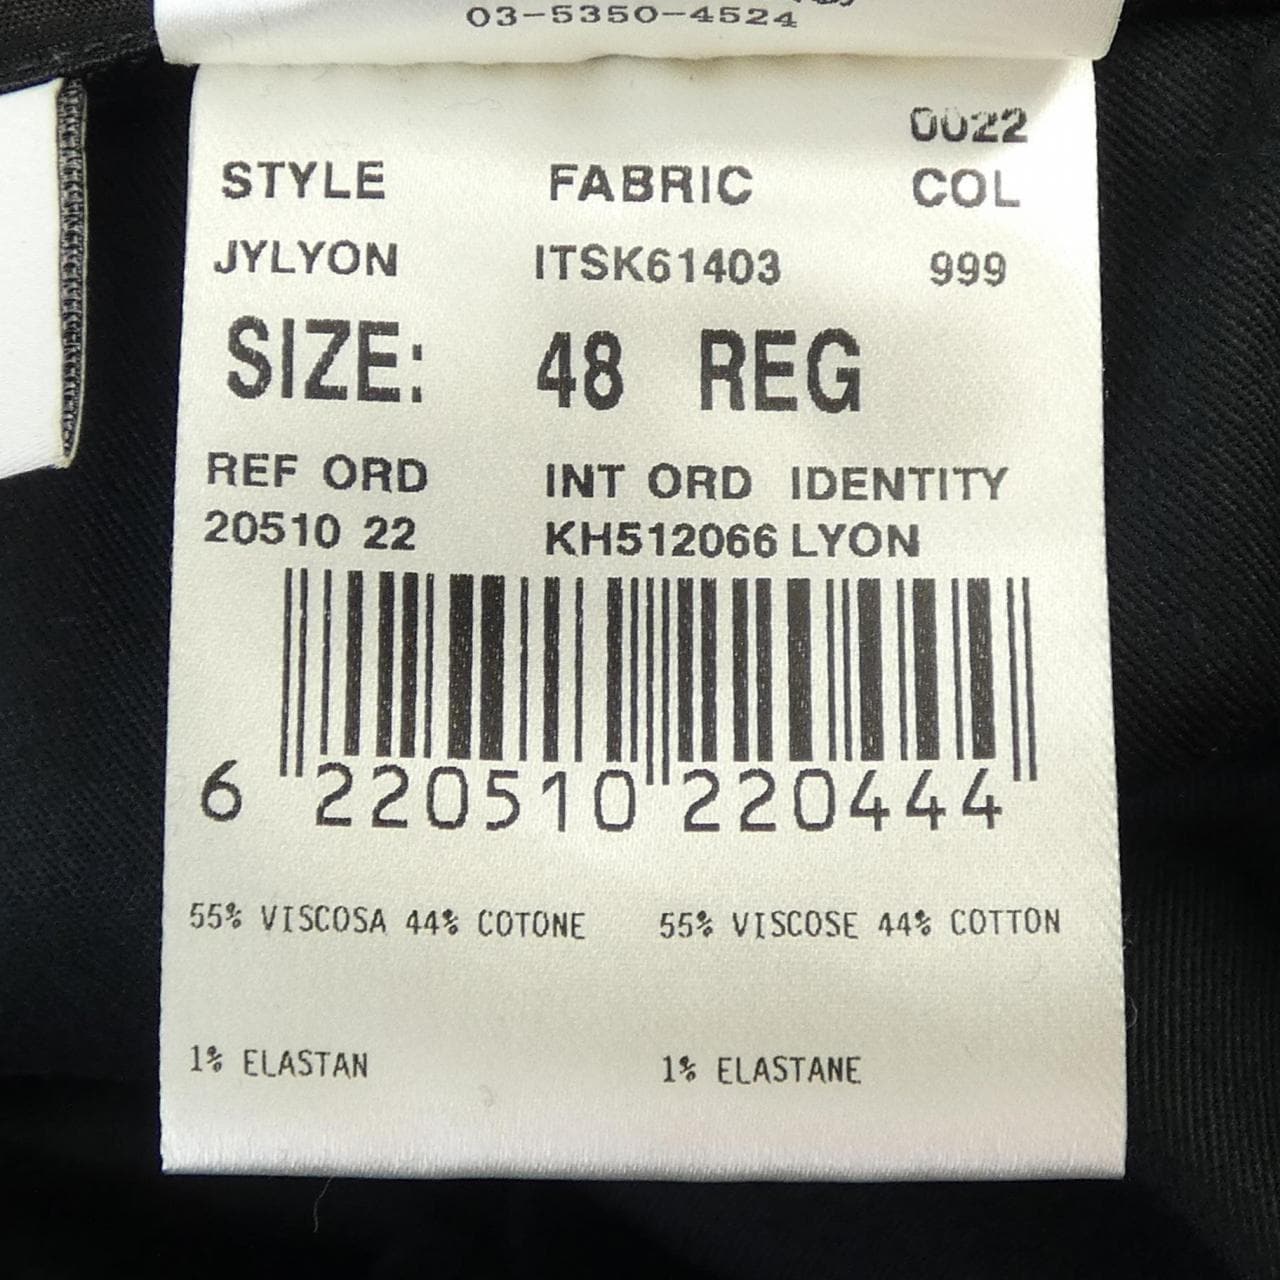 03-5350-4524
0022
STYLE FABRIC COL
JYLYON ITSK61403 999
SIZE: 48 REG
REF ORD INT ORD IDENTITY
20510 22 KH512066 LYON
6 220510 220444
55% VISCOSA 44% COTONE 55% VISCOSE 44% COTTON
1% ELASTAN 1% ELASTANE